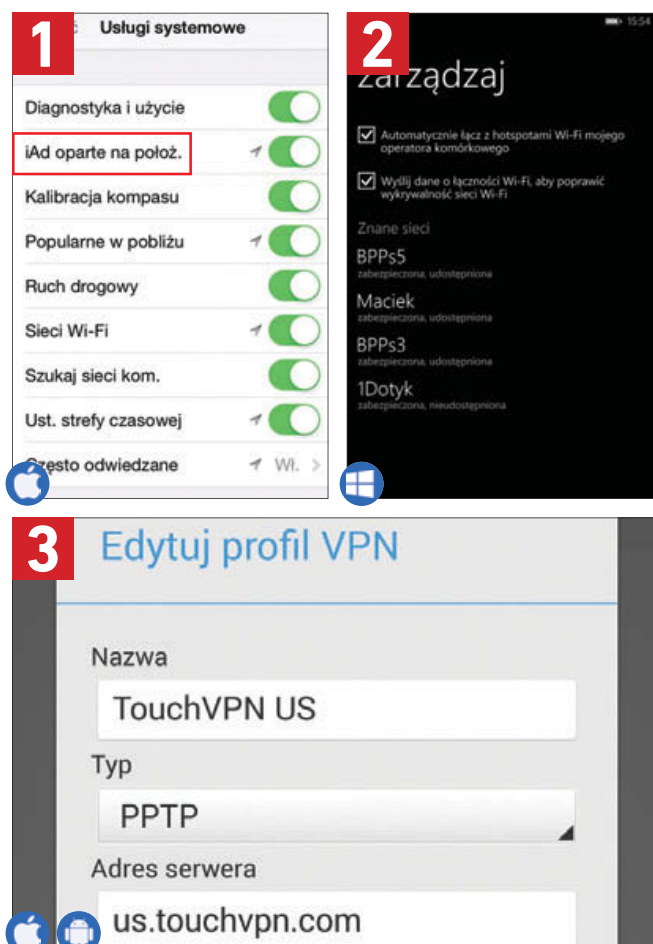 1
Usługi systemowe
Diagnostyka i użycie
iAd oparte na położ.
Kalibracja kompasu
Popularne w pobliżu
Ruch drogowy
Sieci Wi-Fi
Szukaj sieci kom.
Ust. strefy czasowej
Często odwiedzane Wł.
2
15:54
zarządzaj
Automatycznie łącz z hotspotami Wi-Fi mojego
operatora komórkowego
Wyślij dane o łączności Wi-Fi, aby poprawić
wykrywalność sieci Wi-Fi
Znane sieci
BPPs5
zabezpieczona, udostępniona
Maciek
zabezpieczona, udostępniona
BPPs3
zabezpieczona, udostępniona
1Dotyk
zabezpieczona, nieudostępniona
3
Edytuj profil VPN
Nazwa
TouchVPN US
Typ
PPTP
Adres serwera
us.touchvpn.com